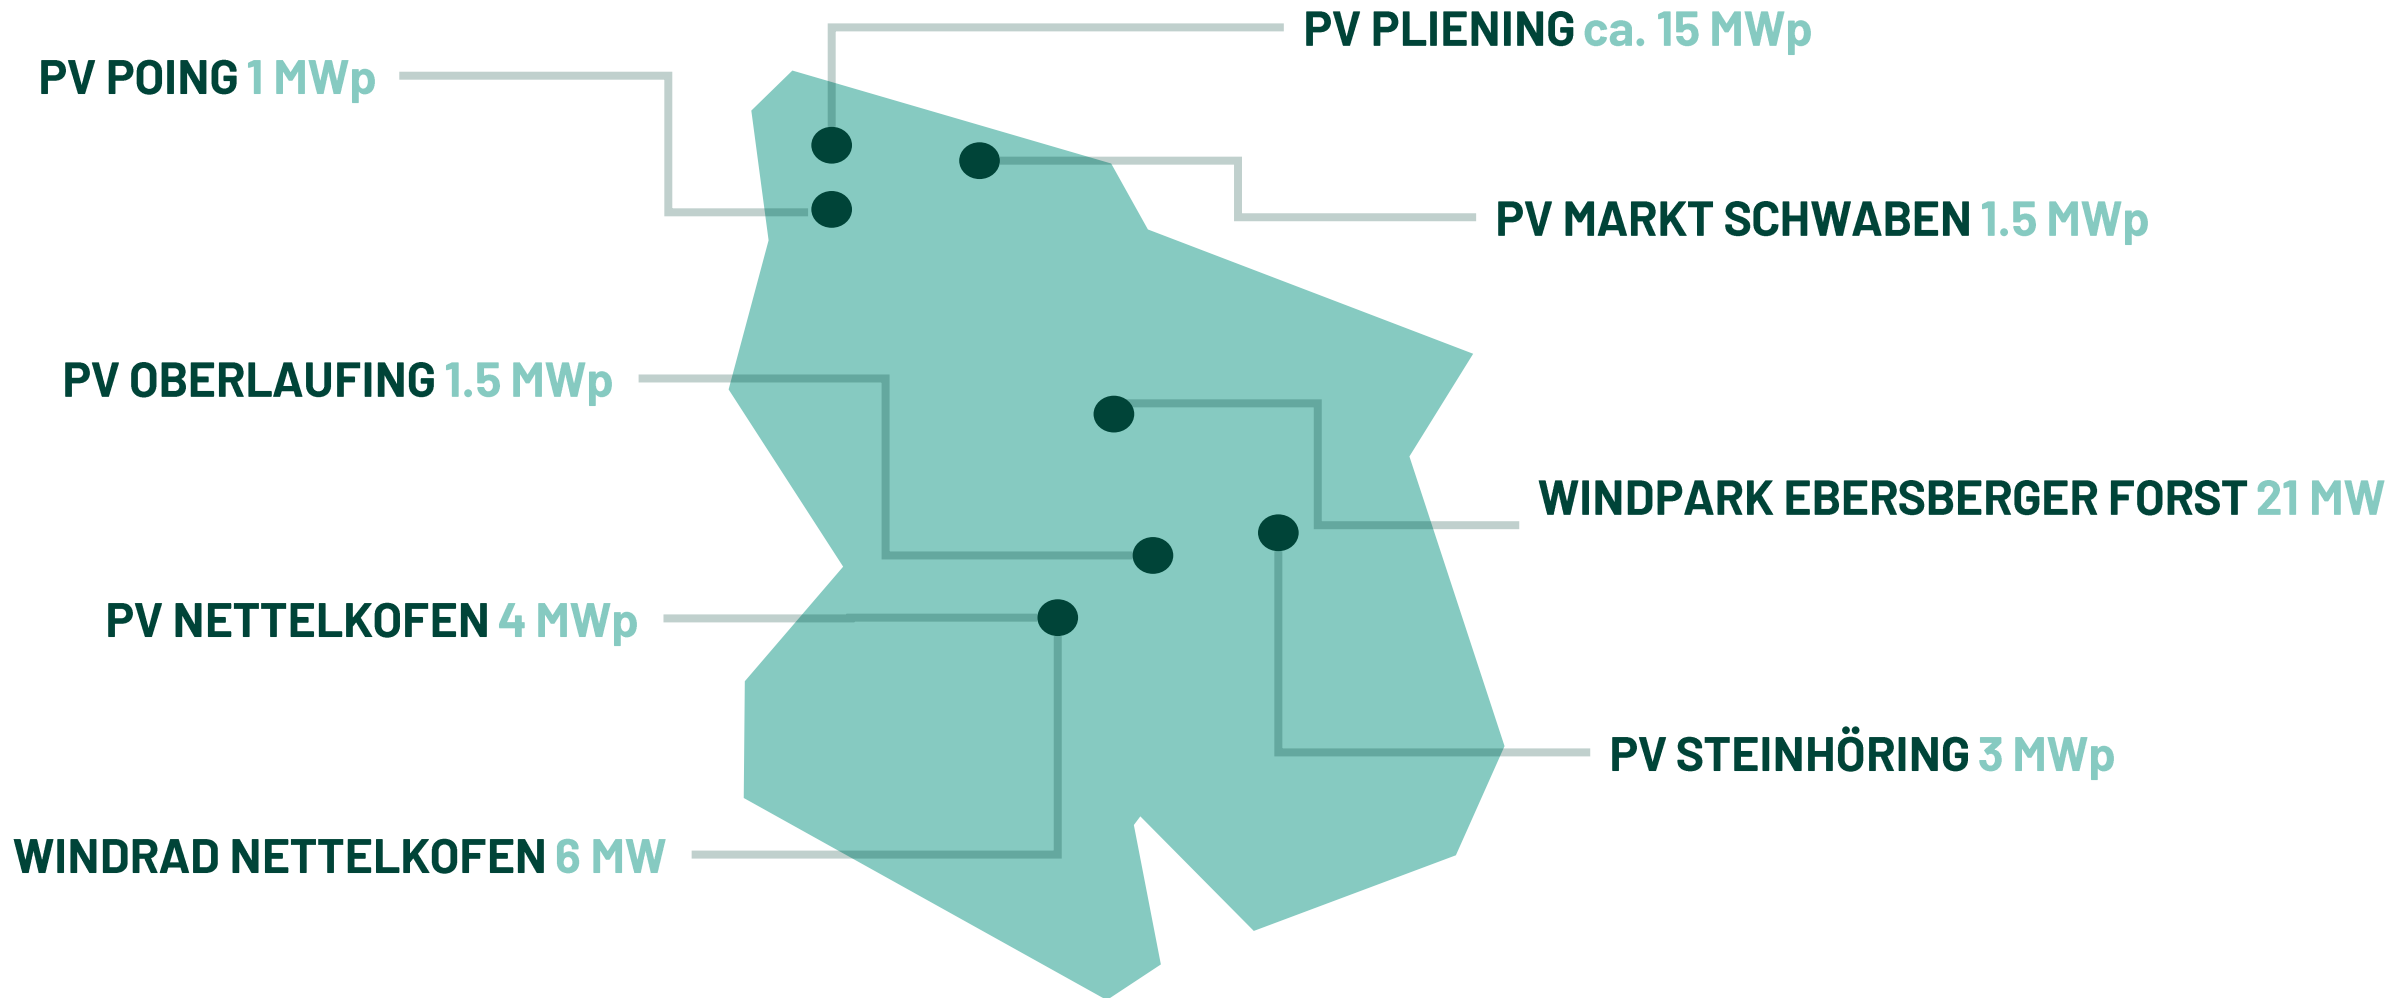 PV PLIENING ca. 15 MWp
PV POING 1 MWp
PV MARKT SCHWABEN 1.5 MWp
PV OBERLAUFING 1.5 MWp
WINDPARK EBERSBERGER FORST 21 MW
PV NETTELKOFEN 4 MWp
PV STEINHÖRING 3 MWp
WINDRAD NETTELKOFEN 6 MW